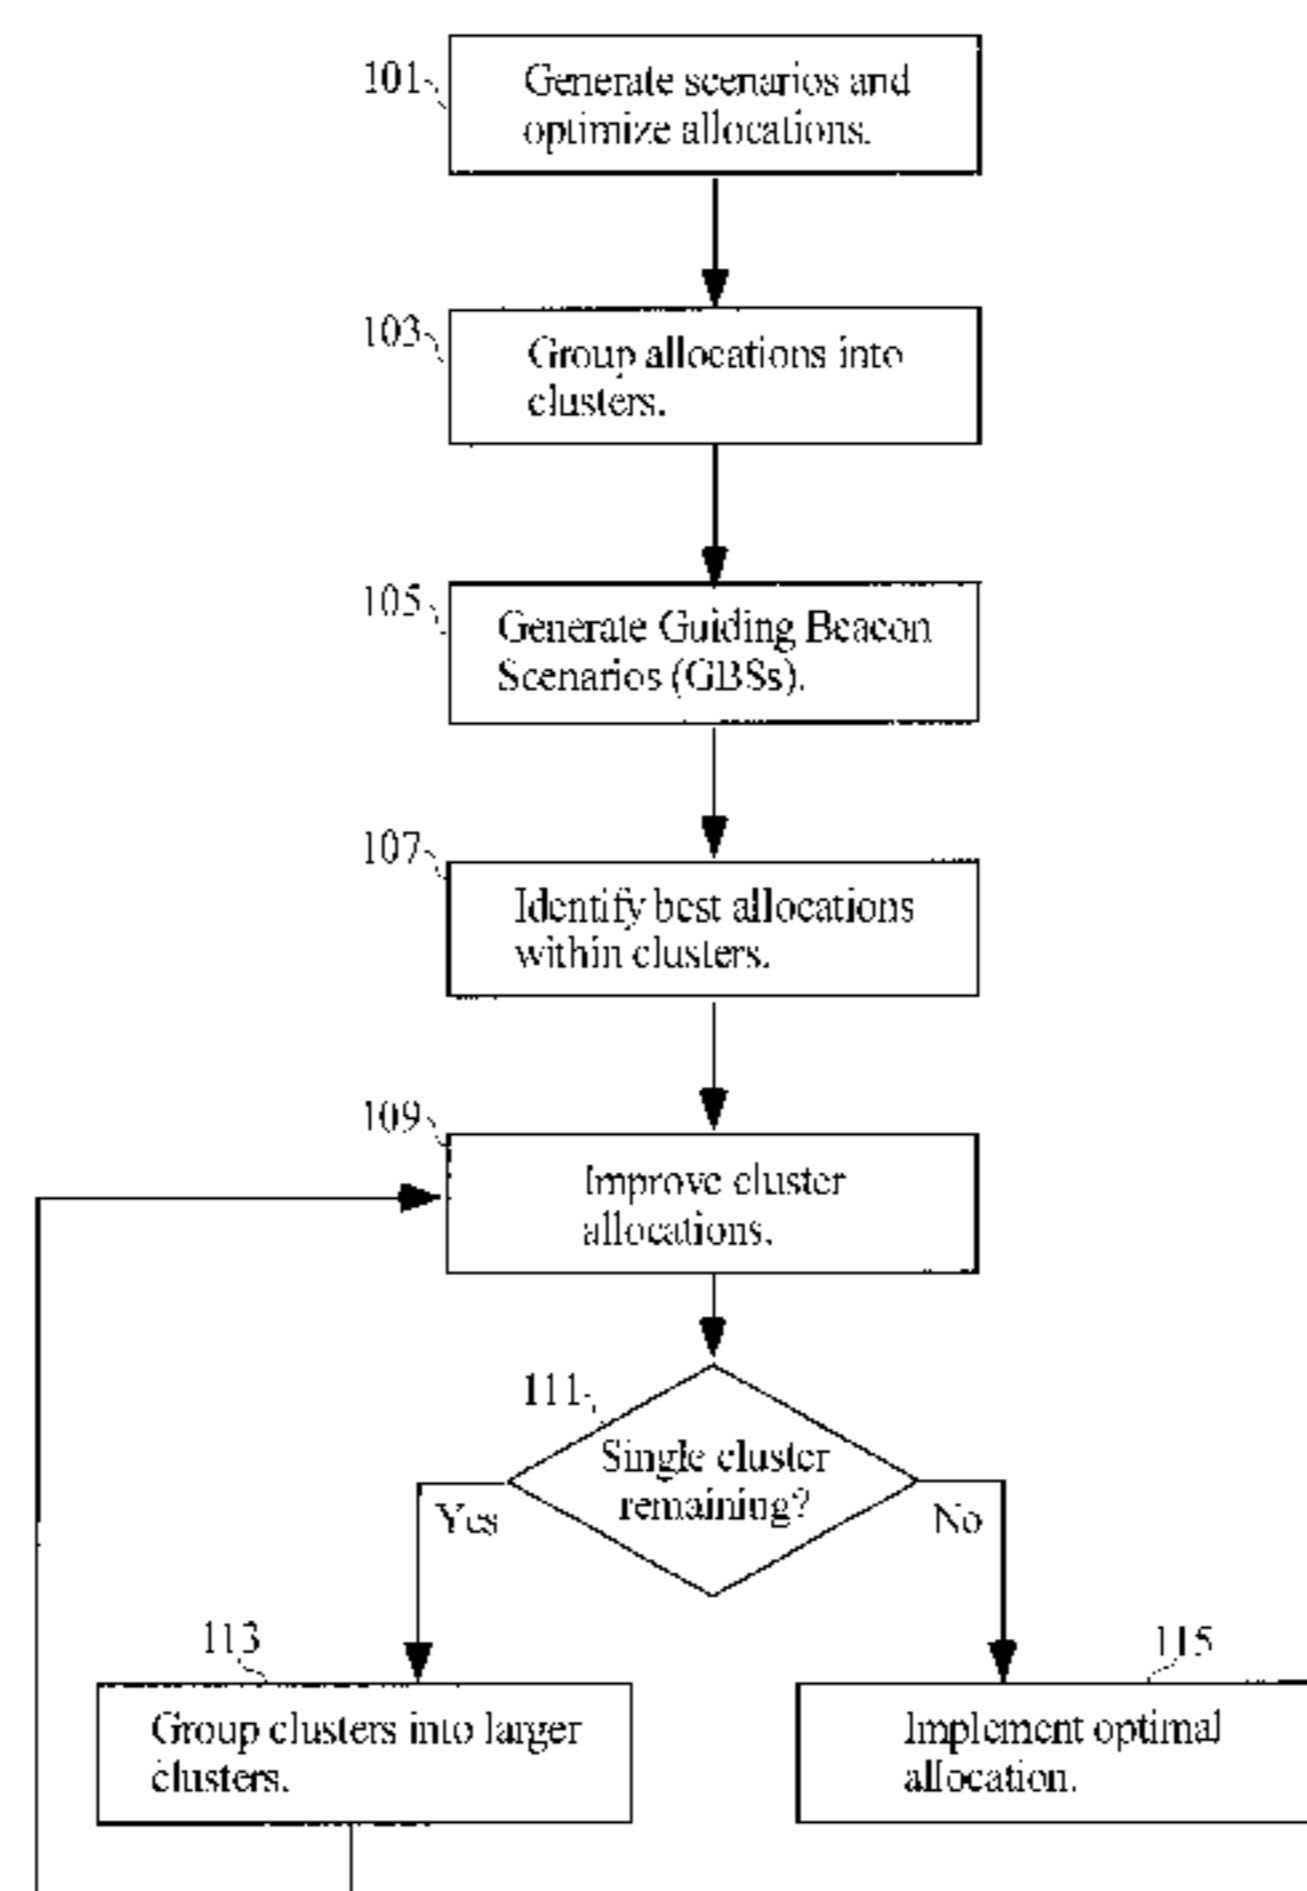 101
Generate scenarios and
optimize allocations.
103
Group allocations into
clusters.
105
Generate Guiding Beacon
Scenarios (GBSs).
107
Identify best allocations
within clusters.
109
Improve cluster
allocations.
111
Single cluster
remaining?
Yes
No
113
Group clusters into larger
clusters.
115
Implement optimal
allocation.